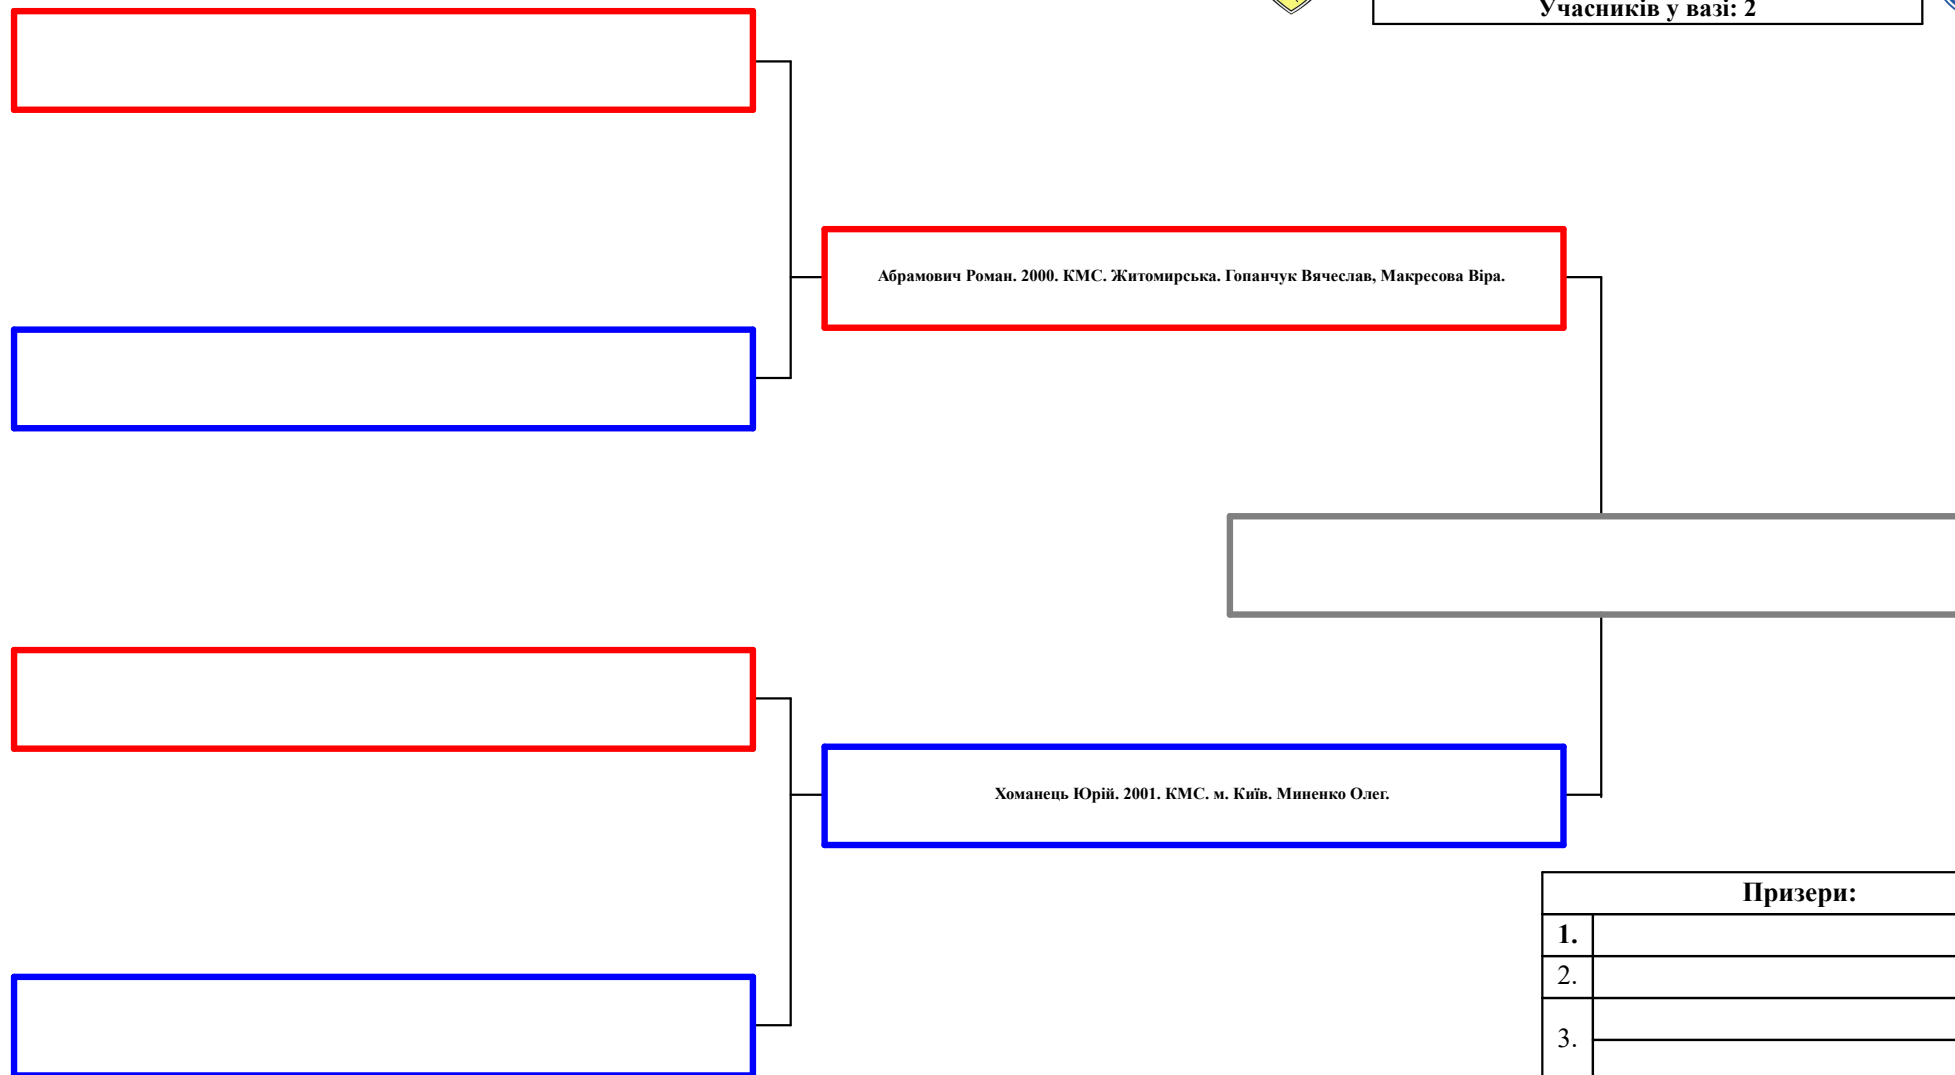 Учасників у вазі: 2
Абрамович Роман. 2000. КМС. Житомирська. Гопанчук Вячеслав, Макресова Віра.
Хоманець Юрій. 2001. КМС. м. Київ. Миненко Олег.
Призери:
1.
2.
3.